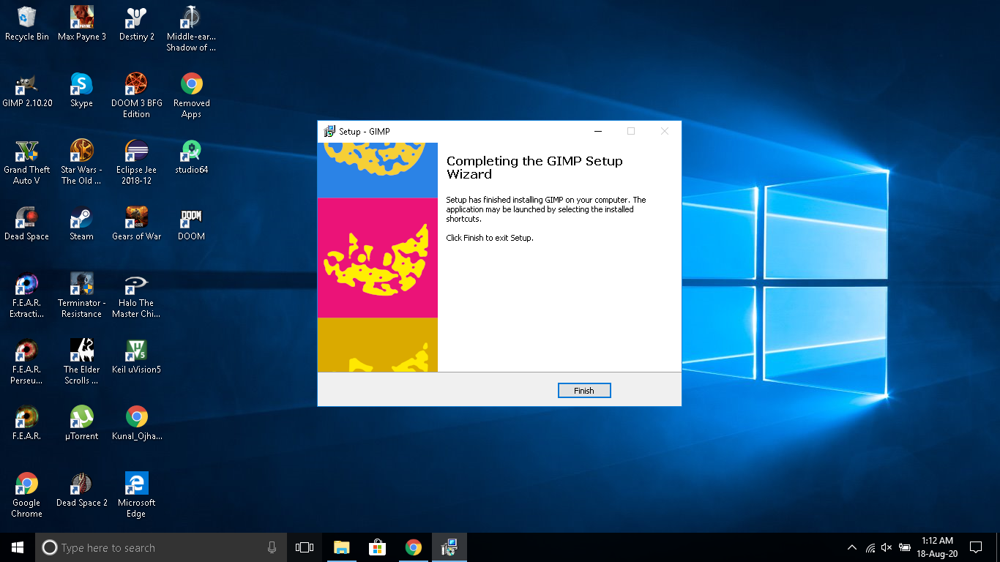 Recycle Bin
Max Payne 3
Destiny 2
Middle-ear...
Shadow of ...
GIMP 2.10.20
Skype
DOOM 3 BFG
Edition
Removed
Apps
Grand Theft
Auto V
Star Wars -
The Old ...
Eclipse Jee
2018-12
studio64
Dead Space
Steam
Gears of War
DOOM
DOOM
F.E.A.R.
Extracti...
Terminator -
Resistance
Halo The
Master Chi...
F.E.A.R.
Perseu...
The Elder
Scrolls ...
Keil uVision5
F.E.A.R.
µTorrent
Kunal_Ojha...
Google
Chrome
Dead Space 2
Microsoft
Edge
Setup - GIMP
Completing the GIMP Setup
Wizard
Setup has finished installing GIMP on your computer. The
application may be launched by selecting the installed
shortcuts.
Click Finish to exit Setup.
Finish
Type here to search
1:12 AM
18-Aug-20